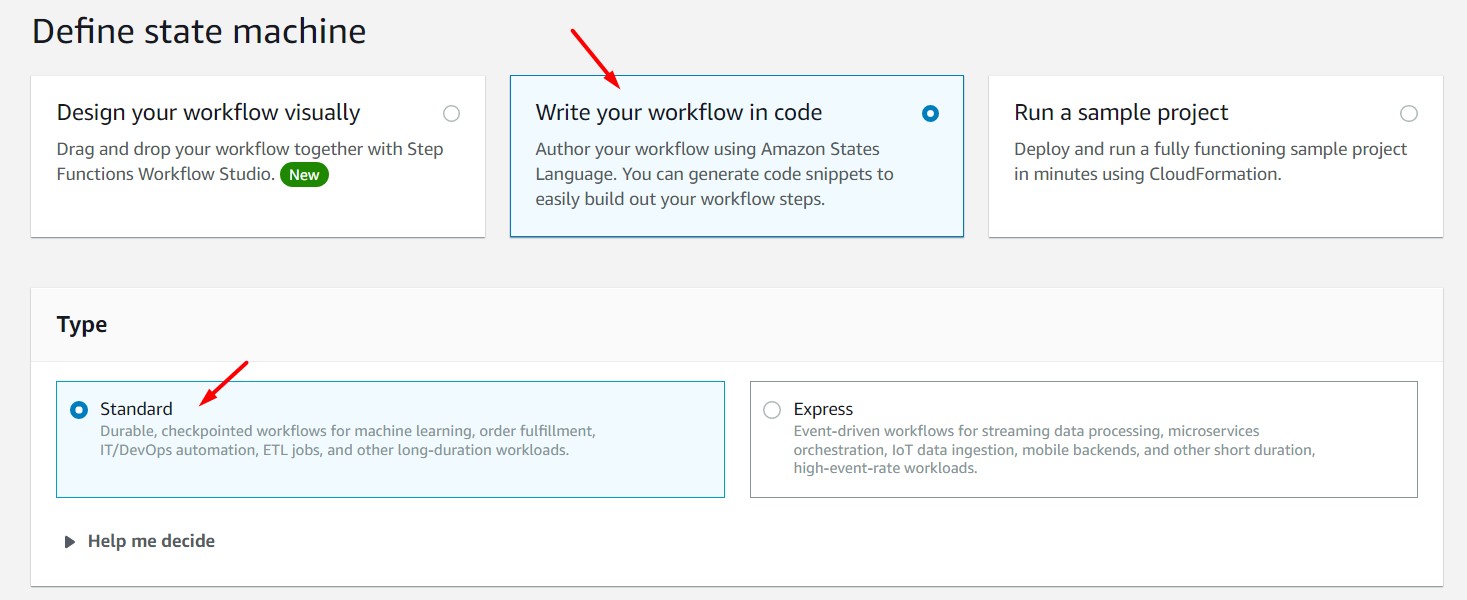 Define state machine
Design your workflow visually
Drag and drop your workflow together with Step
Functions Workflow Studio. New
Write your workflow in code
Author your workflow using Amazon States
Language. You can generate code snippets to
easily build out your workflow steps.
Run a sample project
Deploy and run a fully functioning sample project
in minutes using CloudFormation.
Type
Standard
Durable, checkpointed workflows for machine learning, order fulfillment,
IT/DevOps automation, ETL jobs, and other long-duration workloads.
Express
Event-driven workflows for streaming data processing, microservices
orchestration, IoT data ingestion, mobile backends, and other short duration,
high-event-rate workloads.
Help me decide